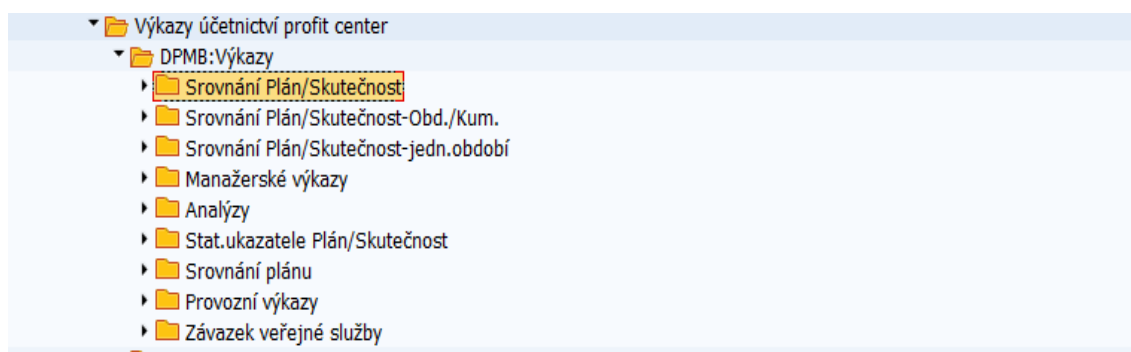 Výkazy účetnictví profit center
DPMB:Výkazy
Srovnání Plán/Skutečnost
Srovnání Plán/Skutečnost-Obd./Kum.
Srovnání Plán/Skutečnost-jedn.období
Manažerské výkazy
Analýzy
Stat.ukazatele Plán/Skutečnost
Srovnání plánu
Provozní výkazy
Závazek veřejné služby